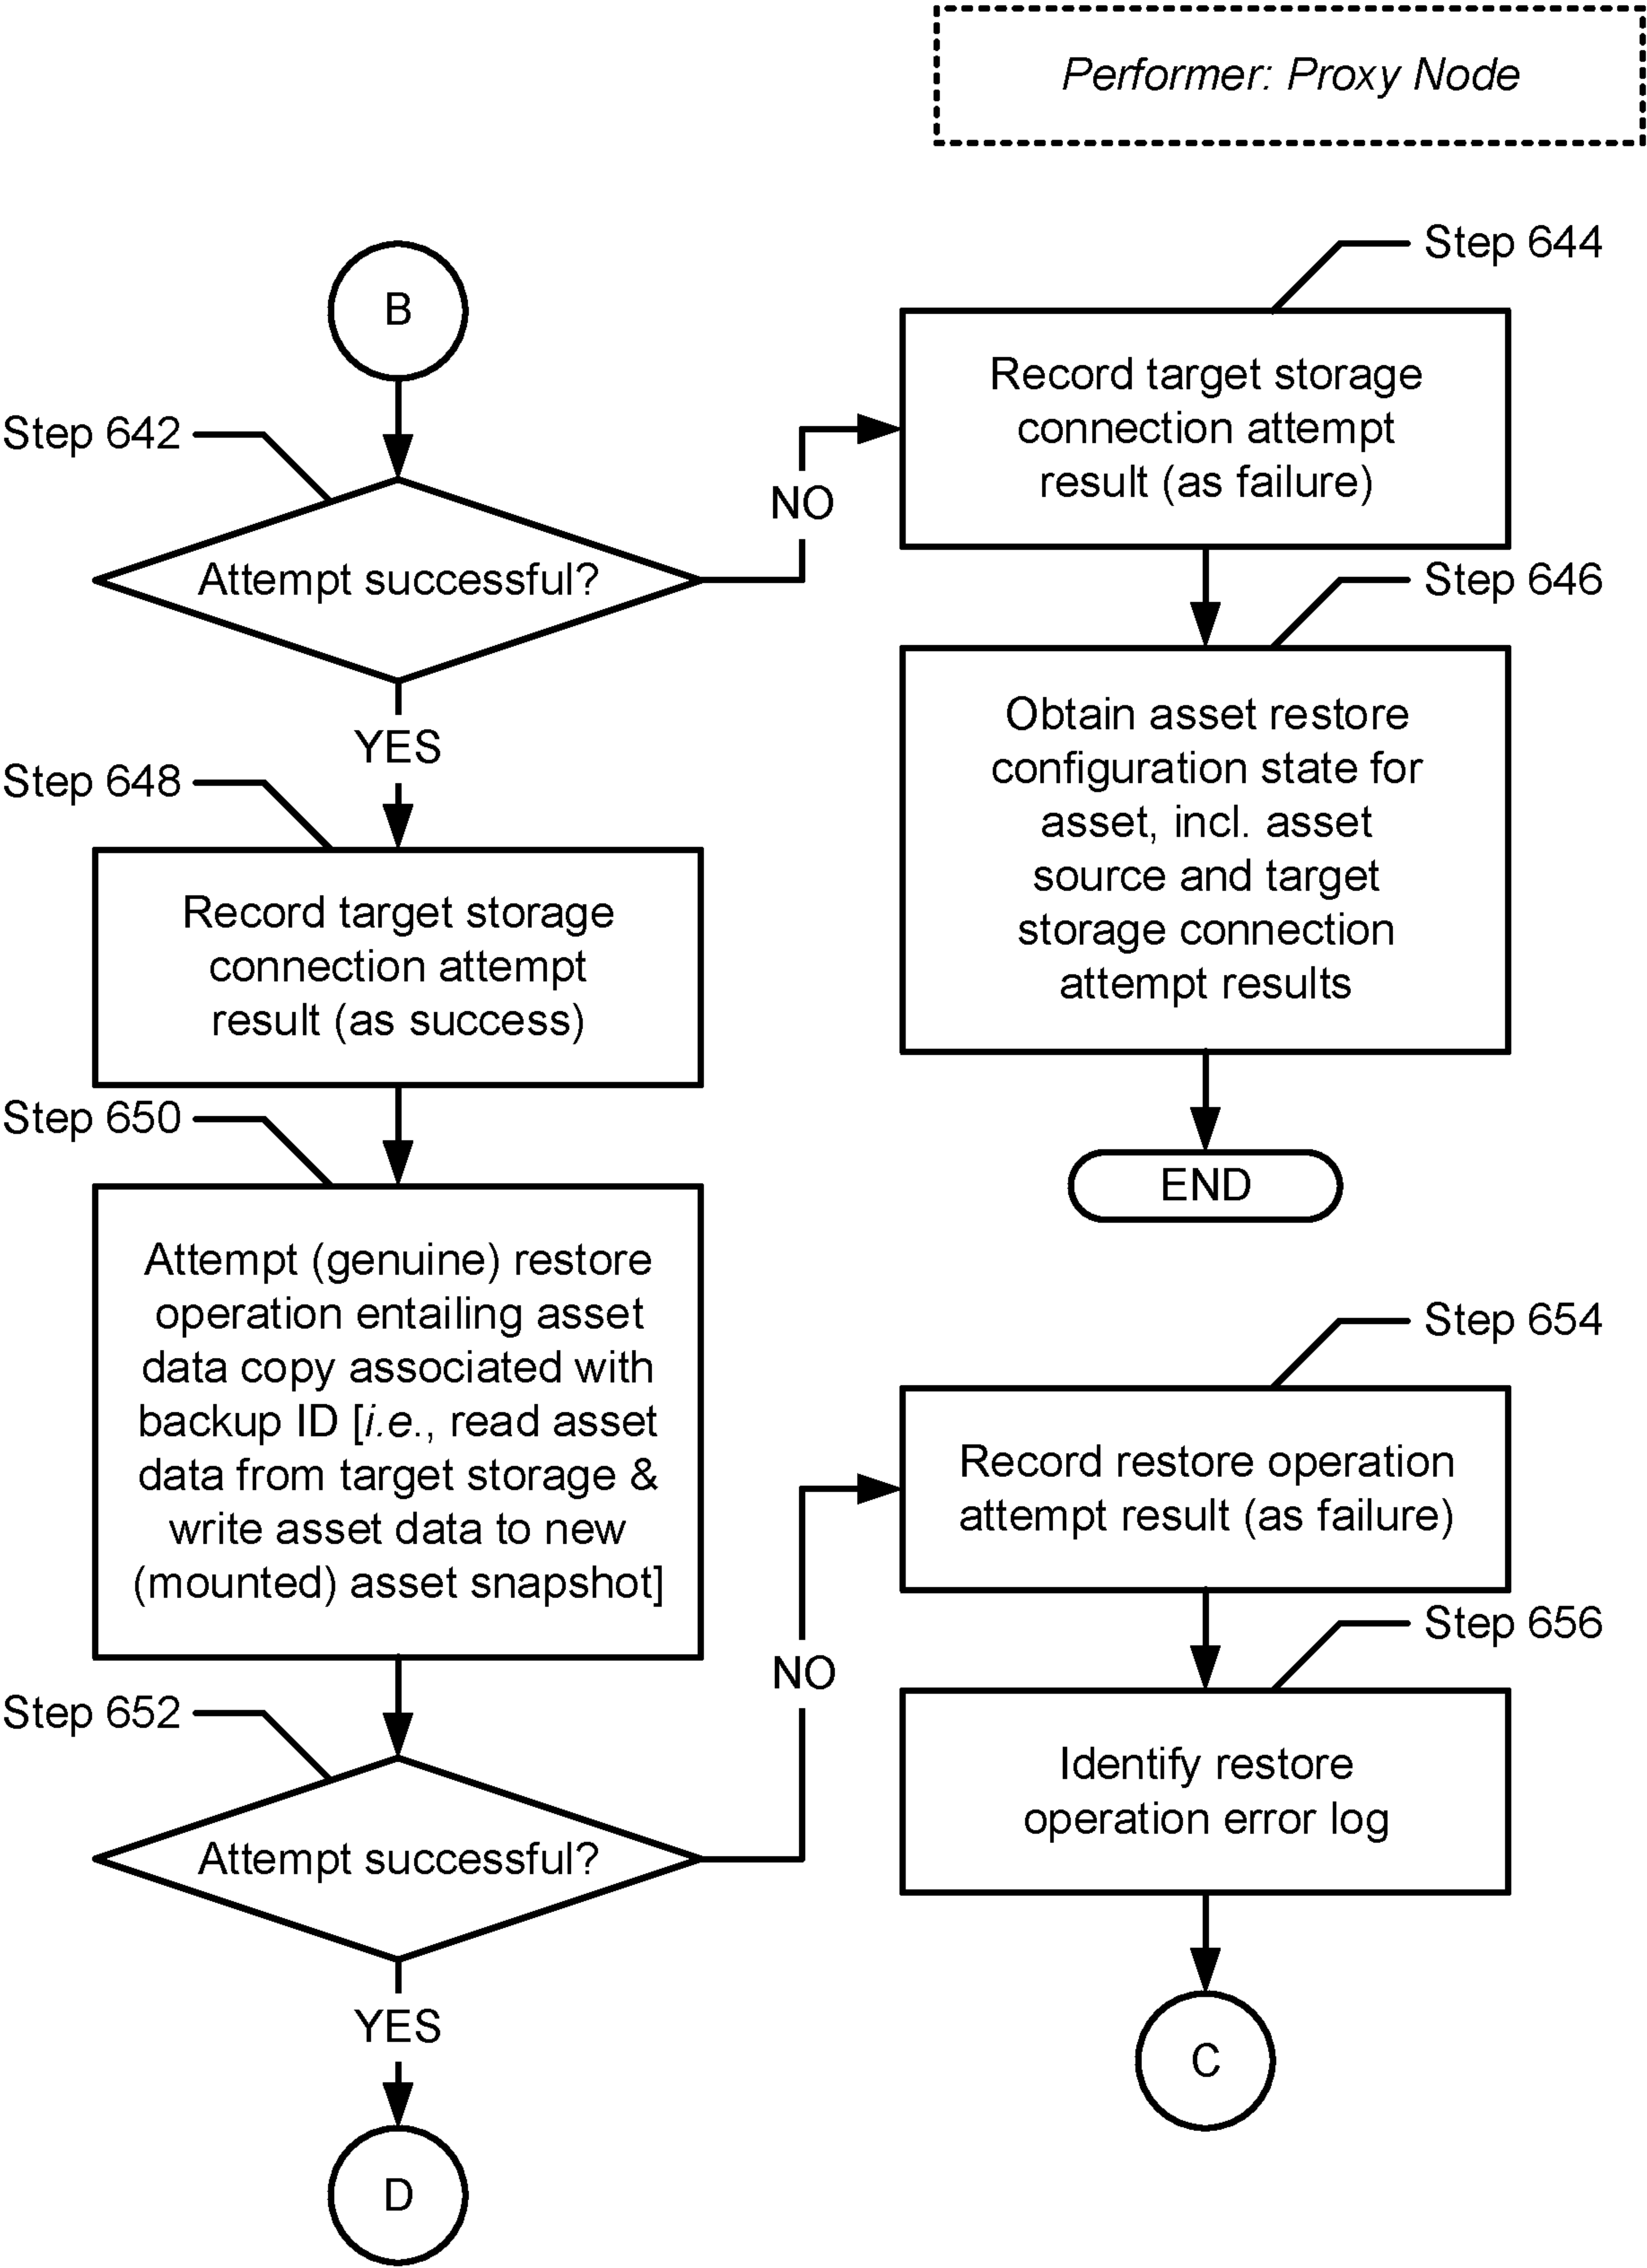 Performer: Proxy Node
B
Step 642
Attempt successful?
NO
YES
Step 644
Record target storage
connection attempt
result (as failure)
Step 646
Obtain asset restore
configuration state for
asset, incl. asset
source and target
storage connection
attempt results
END
Step 648
Record target storage
connection attempt
result (as success)
Step 650
Attempt (genuine) restore
operation entailing asset
data copy associated with
backup ID [i.e., read asset
data from target storage &
write asset data to new
(mounted) asset snapshot]
Step 652
Attempt successful?
NO
YES
Step 654
Record restore operation
attempt result (as failure)
Step 656
Identify restore
operation error log
C
D